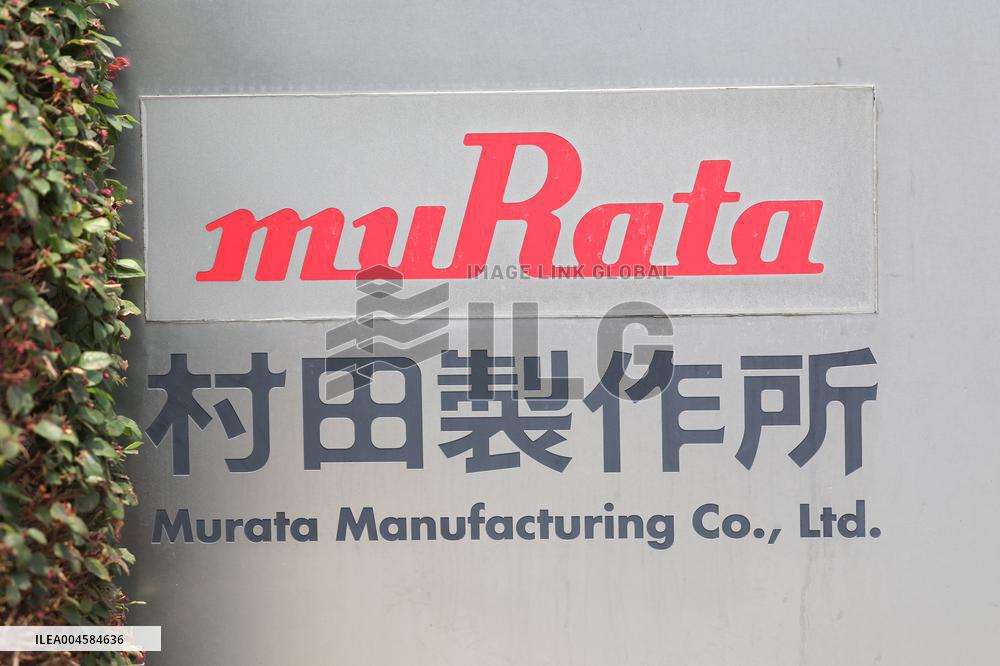 muRata
IMAGE LINK GLOBAL
ILG
村田製作所
Murata Manufacturing Co., Ltd.
ILEA004584636